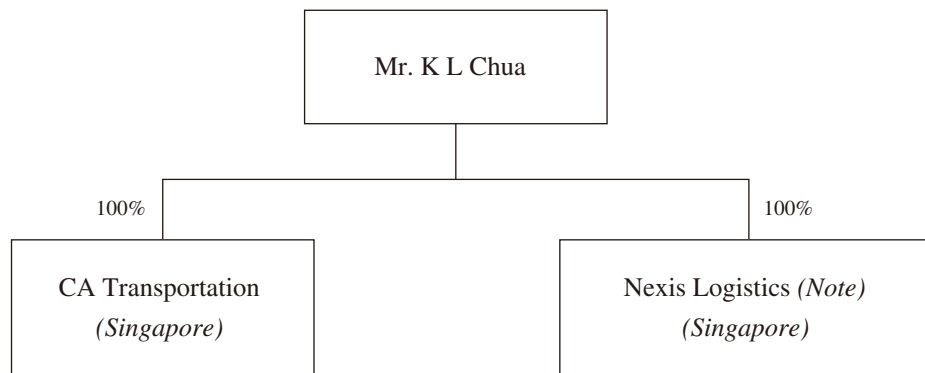 Mr. K L Chua
100%
100%
CA Transportation
(Singapore)
Nexis Logistics (Note)
(Singapore)